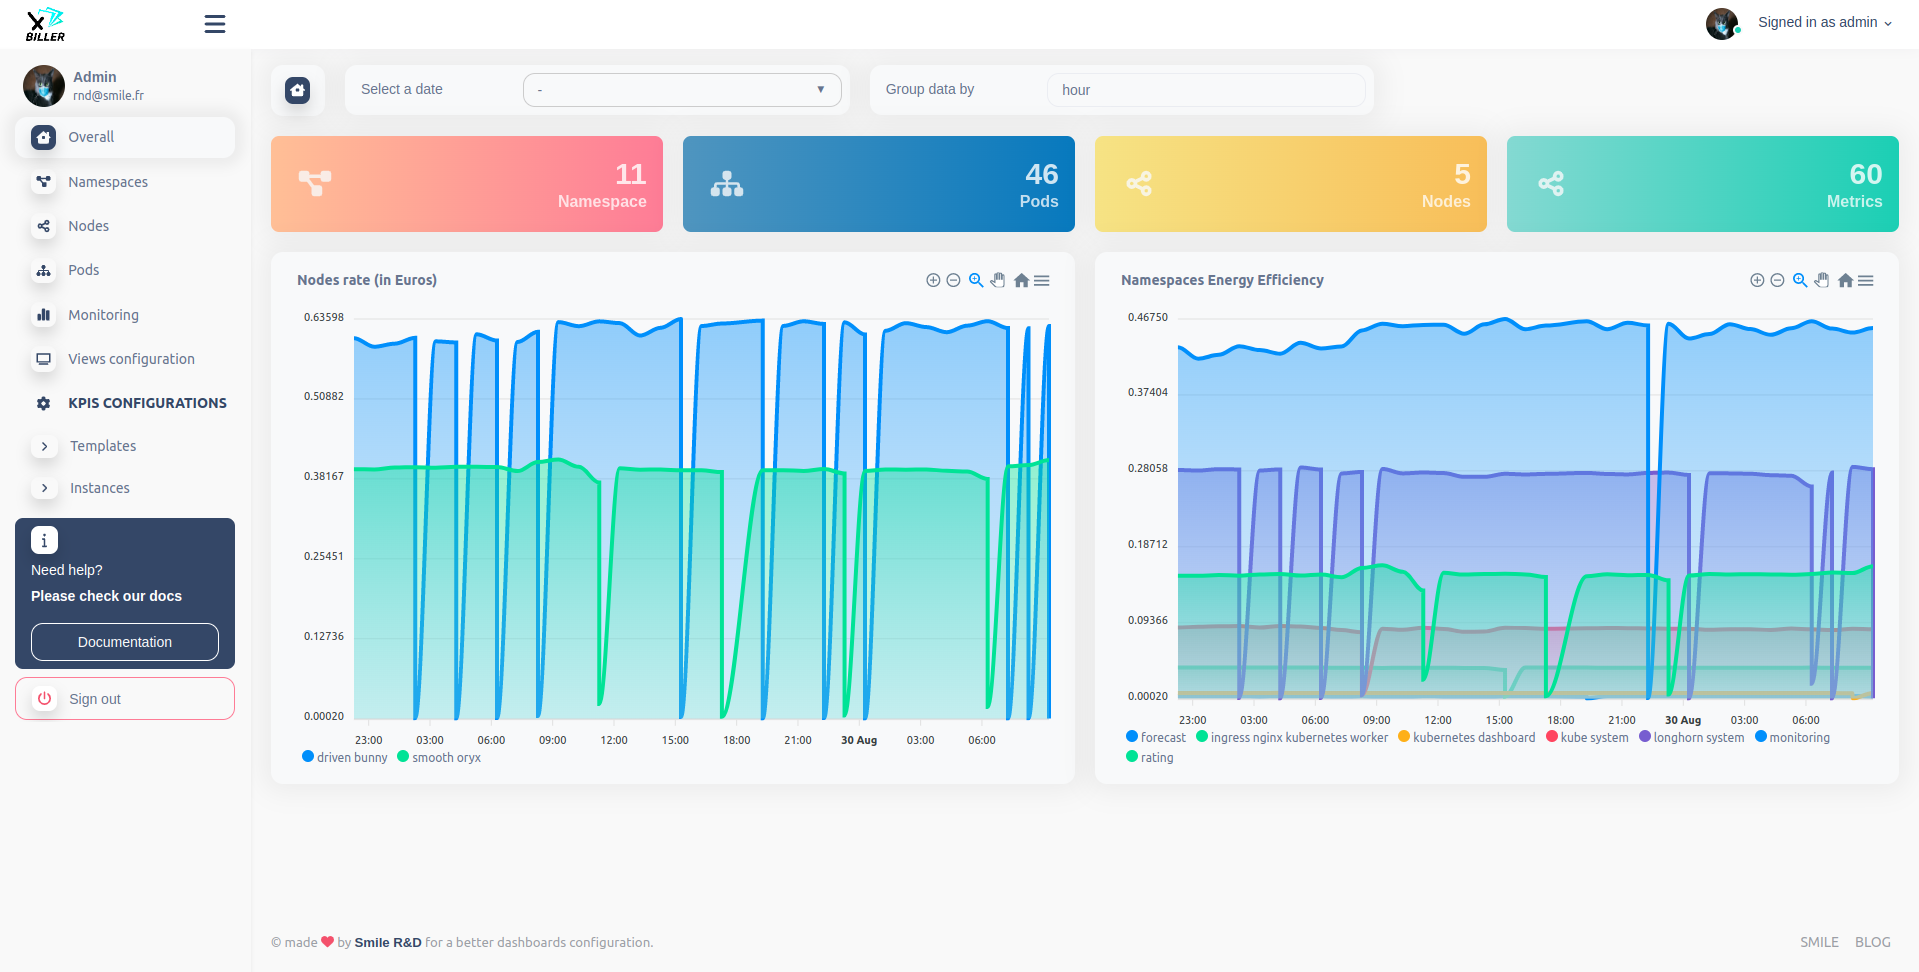 X
BILLER
Signed in as admin
Admin
rnd@smile.fr
Overall
Namespaces
Nodes
Pods
Monitoring
Views configuration
KPIS CONFIGURATIONS
Templates
Instances
i
Need help?
Please check our docs
Documentation
Sign out
Select a date
-
Group data by
hour
11
Namespace
46
Pods
5
Nodes
60
Metrics
Nodes rate (in Euros)
0.63598
0.50882
0.38167
0.25451
0.12736
0.00020
23:00 03:00 06:00 09:00 12:00 15:00 18:00 21:00 30 Aug 03:00 06:00
driven bunny smooth oryx
Namespaces Energy Efficiency
0.46750
0.37404
0.28058
0.18712
0.09366
0.00020
23:00 03:00 06:00 09:00 12:00 15:00 18:00 21:00 30 Aug 03:00 06:00
forecast ingress nginx kubernetes worker kubernetes dashboard kube system longhorn system monitoring
rating
© made ❤ by Smile R&D for a better dashboards configuration.
SMILE BLOG